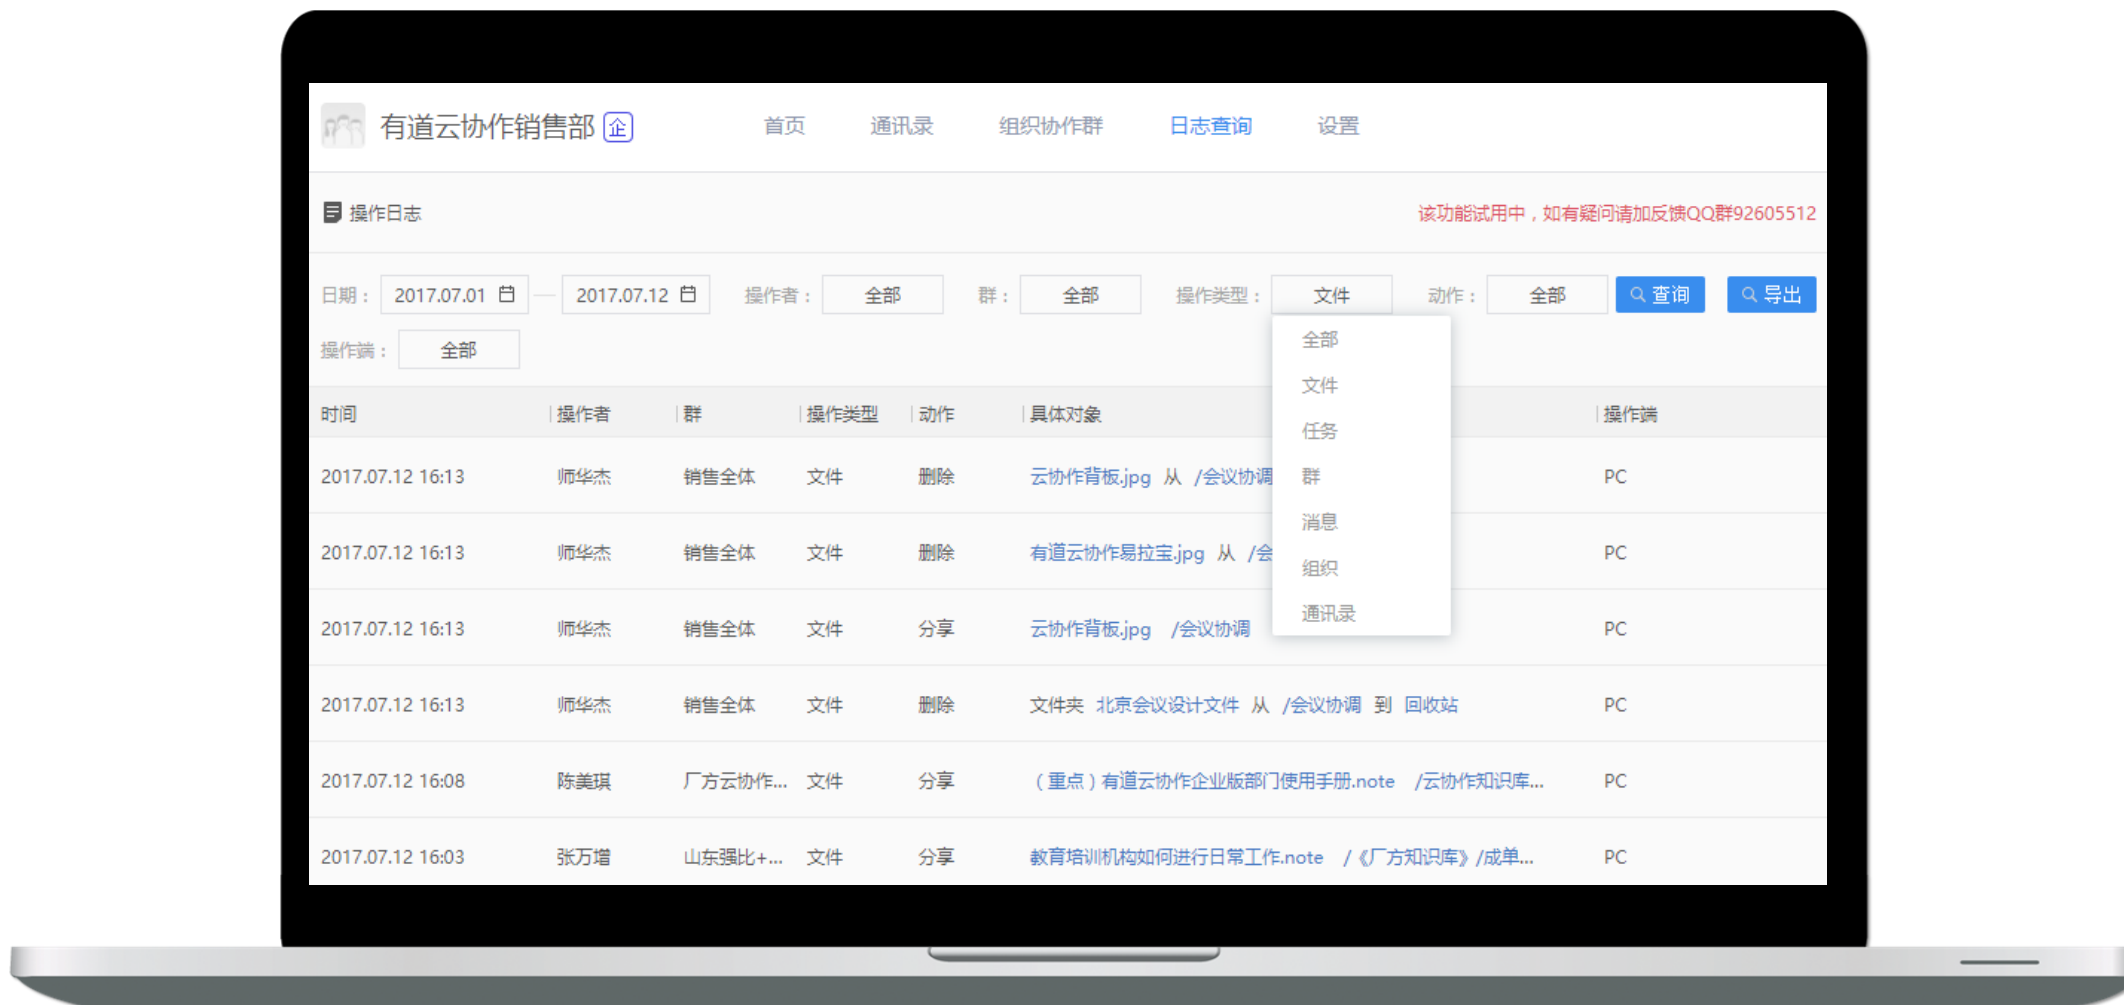 有道云协作销售部 企 首页 通讯录 组织协作群 日志查询 设置
操作日志 该功能试用中，如有疑问请加反馈QQ群92605512
日期： 2017.07.01 — 2017.07.12 操作者： 全部 群： 全部 操作类型： 文件 动作： 全部 查询 导出
操作端： 全部
全部
文件
任务
群
消息
组织
通讯录
时间 操作者 群 操作类型 动作 具体对象 操作端
2017.07.12 16:13 师华杰 销售全体 文件 删除 云协作背板.jpg 从 /会议协调 PC
2017.07.12 16:13 师华杰 销售全体 文件 删除 有道云协作易拉宝.jpg 从 /会 PC
2017.07.12 16:13 师华杰 销售全体 文件 分享 云协作背板.jpg /会议协调 PC
2017.07.12 16:13 师华杰 销售全体 文件 删除 文件夹 北京会议设计文件 从 /会议协调 到 回收站 PC
2017.07.12 16:08 陈美琪 厂方云协作... 文件 分享 （重点）有道云协作企业版部门使用手册.note /云协作知识库... PC
2017.07.12 16:03 张万增 山东强比+... 文件 分享 教育培训机构如何进行日常工作.note /《厂方知识库》/成单... PC